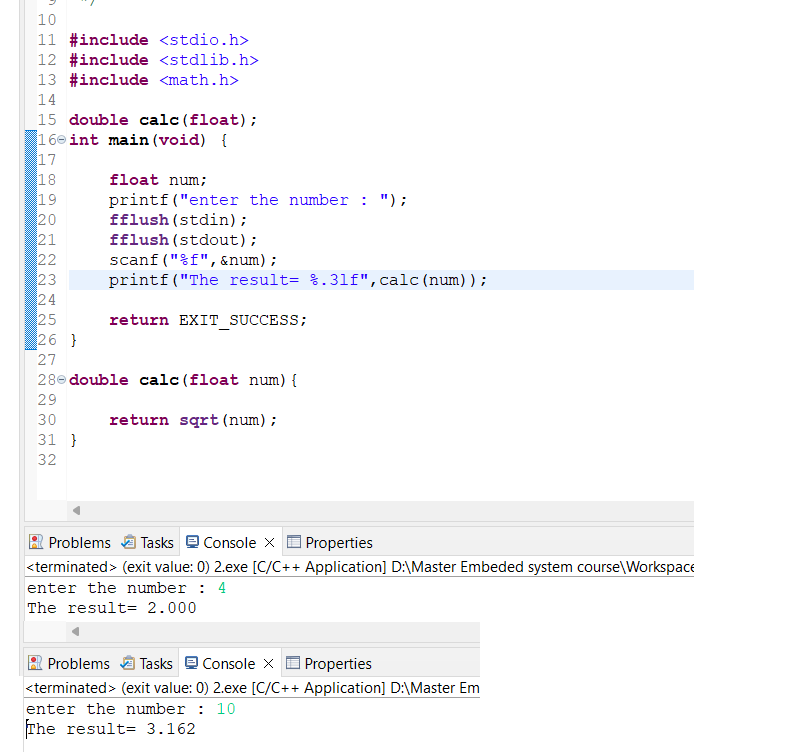 9 */
10
11 #include <stdio.h>
12 #include <stdlib.h>
13 #include <math.h>
14
15 double calc(float);
16 int main(void) {
17
18     float num;
19     printf("enter the number : ");
20     fflush(stdin);
21     fflush(stdout);
22     scanf("%f",&num);
23     printf("The result= %.3lf",calc(num));
24
25     return EXIT_SUCCESS;
26 }
27
28 double calc(float num){
29
30     return sqrt(num);
31 }
32
Problems Tasks Console Properties
<terminated> (exit value: 0) 2.exe [C/C++ Application] D:\Master Embeded system course\Workspace
enter the number : 4
The result= 2.000
Problems Tasks Console Properties
<terminated> (exit value: 0) 2.exe [C/C++ Application] D:\Master Em
enter the number : 10
The result= 3.162